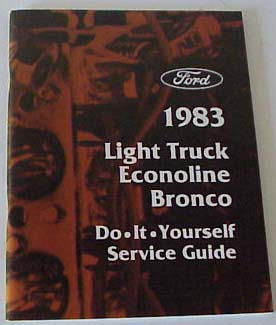 Ford
1983
Light Truck
Econoline
Bronco
Do•It•Yourself
Service Guide